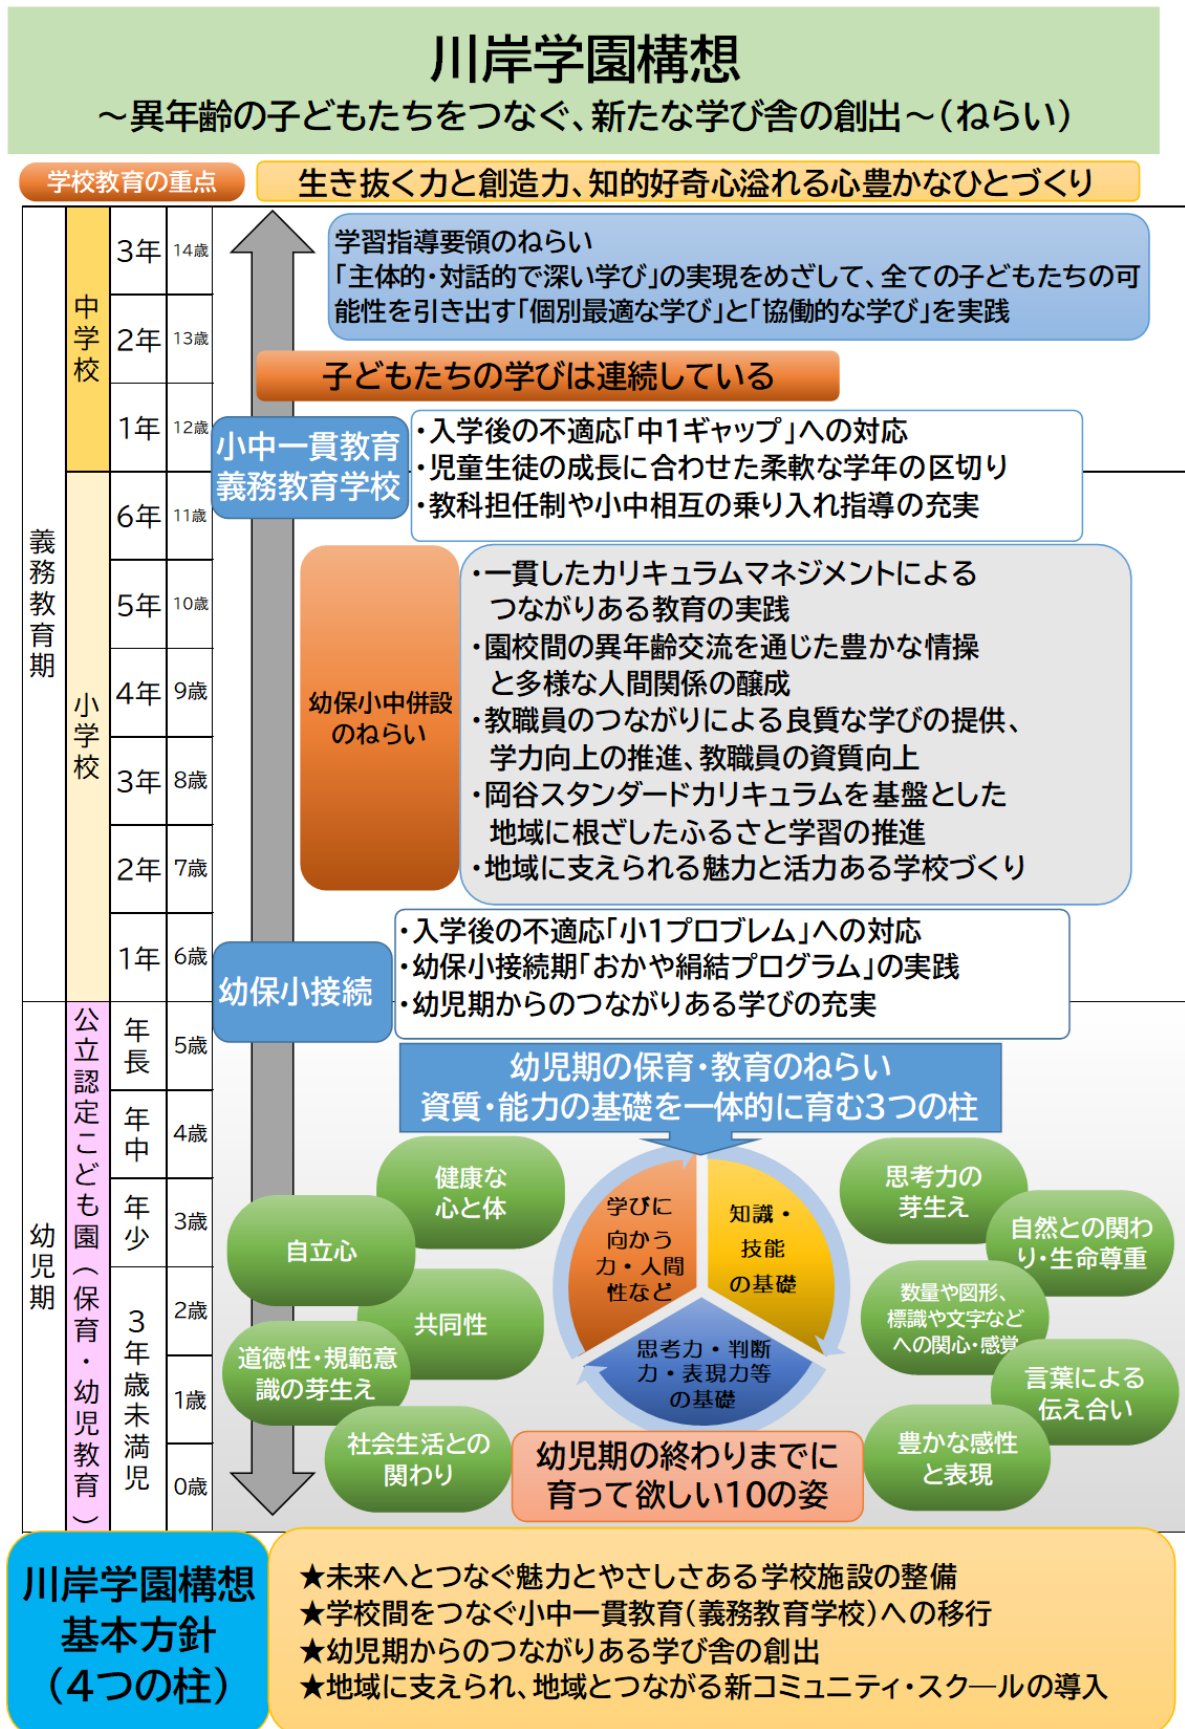 川岸学園構想
～異年齢の子どもたちをつなぐ、新たな学び舎の創出～（ねらい）
学校教育の重点
生き抜く力と創造力、知的好奇心溢れる心豊かなひとづくり
義務教育期
中学校
3年 14歳
2年 13歳
1年 12歳
小学校
6年 11歳
5年 10歳
4年 9歳
3年 8歳
2年 7歳
1年 6歳
幼児期
公立認定こども園（保育・幼児教育）
年長 5歳
年中 4歳
年少 3歳
3年歳未満児
2歳
1歳
0歳
学習指導要領のねらい
「主体的・対話的で深い学び」の実現をめざして、全ての子どもたちの可
能性を引き出す「個別最適な学び」と「協働的な学び」を実践
子どもたちの学びは連続している
小中一貫教育
義務教育学校
・入学後の不適応「中1ギャップ」への対応
・児童生徒の成長に合わせた柔軟な学年の区切り
・教科担任制や小中相互の乗り入れ指導の充実
幼保小中併設
のねらい
・一貫したカリキュラムマネジメントによる
つながりある教育の実践
・園校間の異年齢交流を通じた豊かな情操
と多様な人間関係の醸成
・教職員のつながりによる良質な学びの提供、
学力向上の推進、教職員の資質向上
・岡谷スタンダードカリキュラムを基盤とした
地域に根ざしたふるさと学習の推進
・地域に支えられる魅力と活力ある学校づくり
幼保小接続
・入学後の不適応「小1プロブレム」への対応
・幼保小接続期「おかや絹結プログラム」の実践
・幼児期からのつながりある学びの充実
幼児期の保育・教育のねらい
資質・能力の基礎を一体的に育む3つの柱
健康な
心と体
自立心
共同性
道徳性・規範意
識の芽生え
社会生活との
関わり
学びに
向かう
力・人間
性など
知識・
技能
の基礎
思考力・判断
力・表現力等
の基礎
思考力の
芽生え
自然との関わ
り・生命尊重
数量や図形、
標識や文字など
への関心・感覚
言葉による
伝え合い
豊かな感性
と表現
幼児期の終わりまでに
育って欲しい10の姿
川岸学園構想
基本方針
（4つの柱）
★未来へとつなぐ魅力とやさしさある学校施設の整備
★学校間をつなぐ小中一貫教育（義務教育学校）への移行
★幼児期からのつながりある学び舎の創出
★地域に支えられ、地域とつながる新コミュニティ・スク―ルの導入